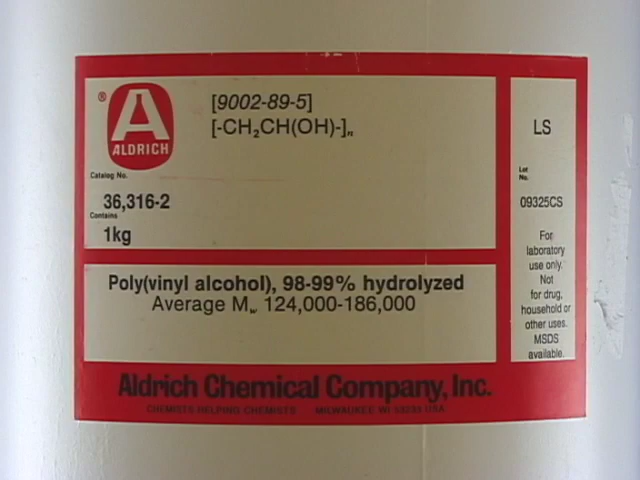 ®
A
ALDRICH
[9002-89-5]
[-CH₂CH(OH)-]ₙ
Catalog No.
36,316-2
Contains
1kg
Poly(vinyl alcohol), 98-99% hydrolyzed
Average M𝓌 124,000-186,000
LS
Lot
No.
09325CS
For
laboratory
use only.
Not
for drug,
household or
other uses.
MSDS
available.
Aldrich Chemical Company, Inc.
CHEMISTS HELPING CHEMISTS MILWAUKEE WI 53233 USA